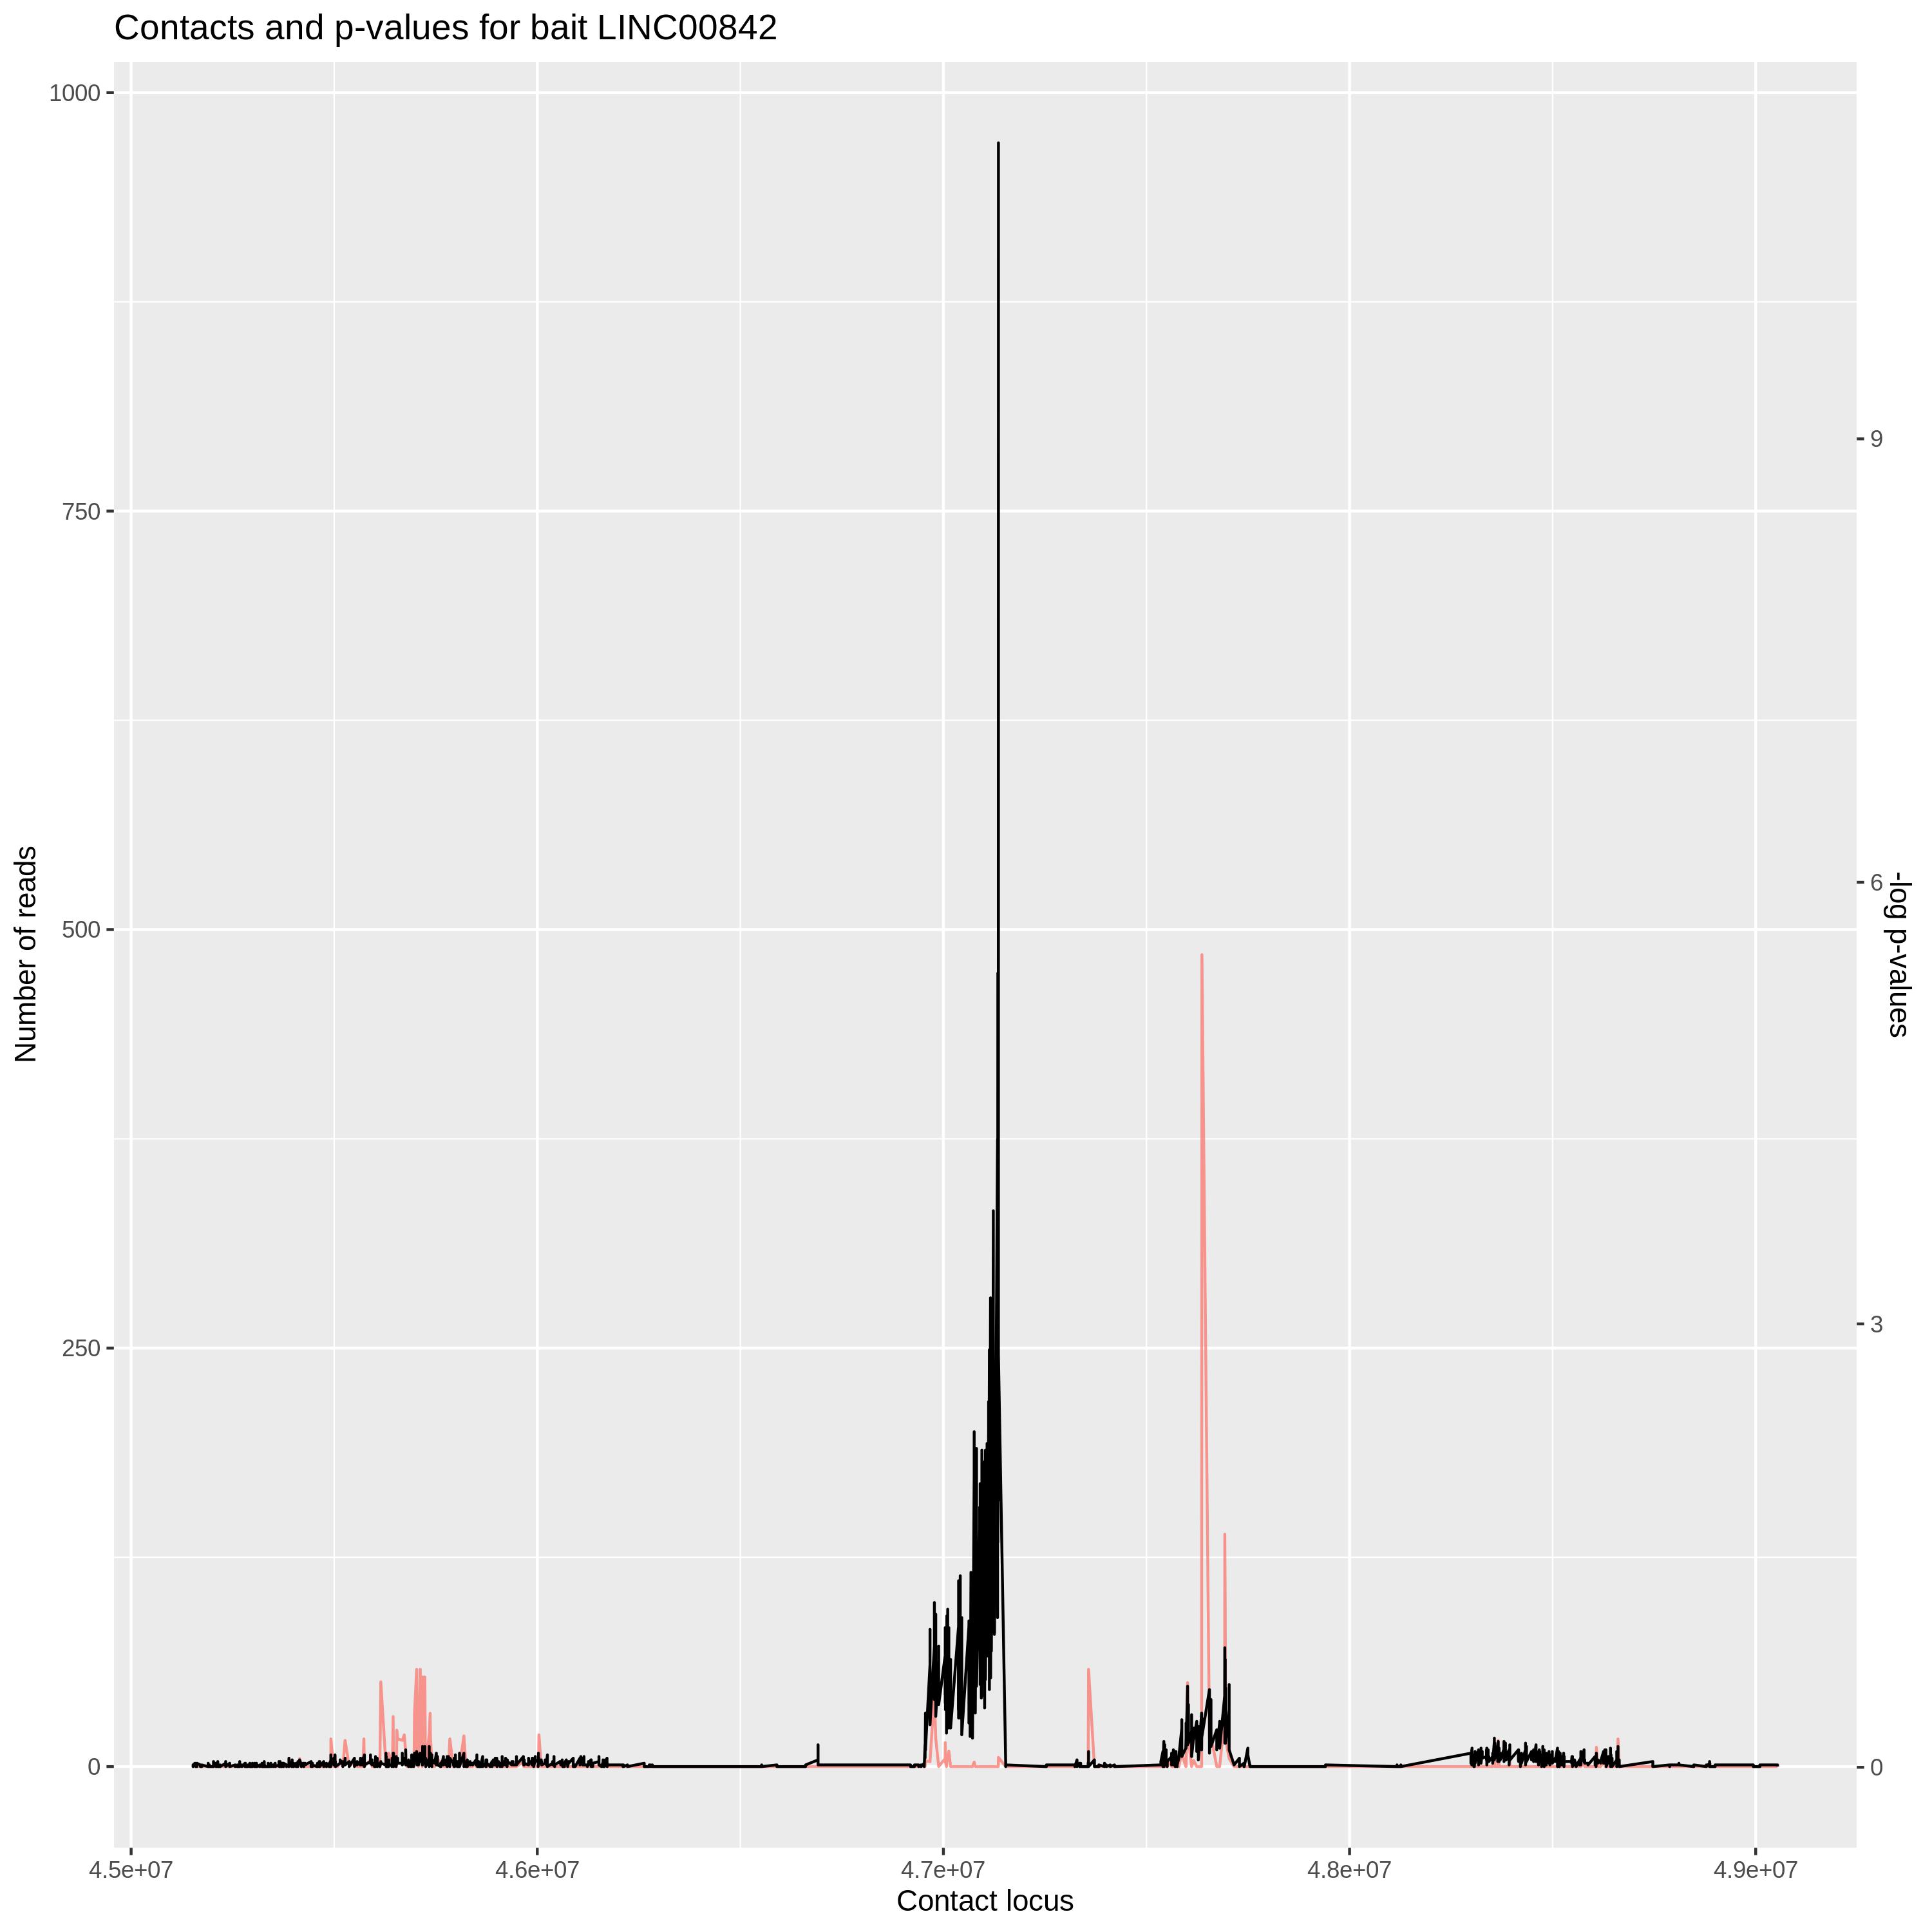 Contacts and p-values for bait LINC00842
1000
750
500
250
0
Number of reads
9
6
3
0
-log p-values
4.5e+07
4.6e+07
4.7e+07
4.8e+07
4.9e+07
Contact locus